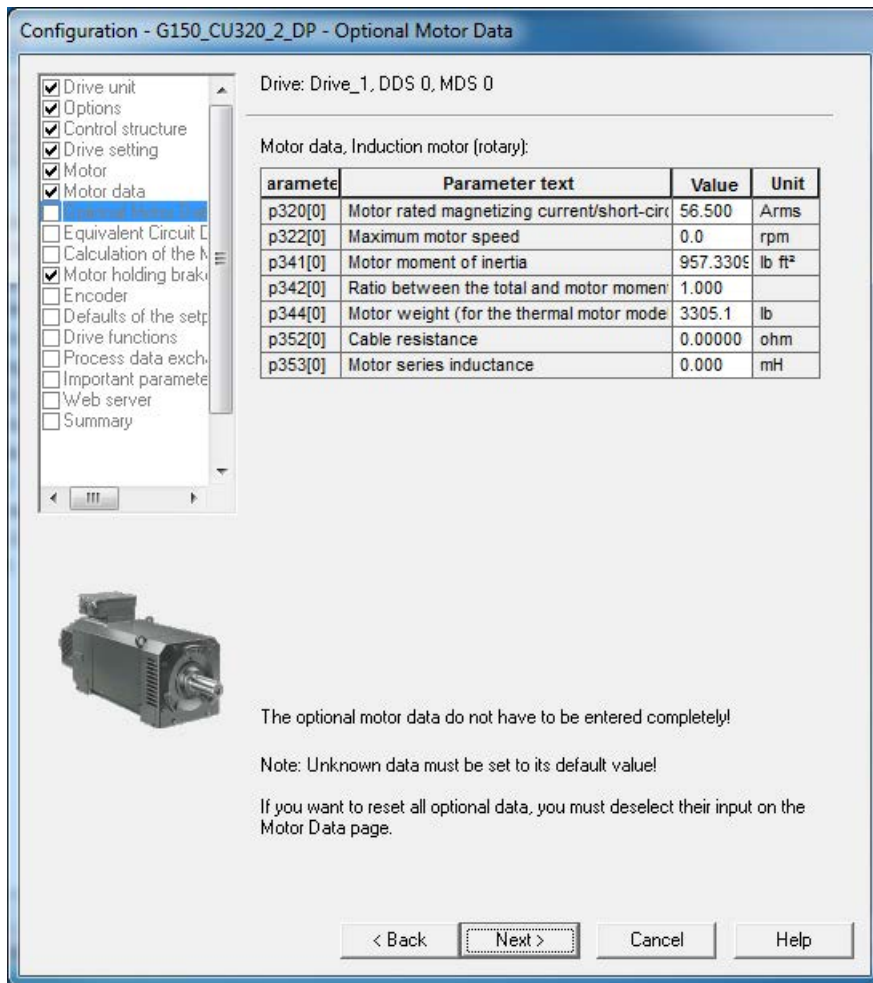 Configuration - G150_CU320_2_DP - Optional Motor Data
Drive unit
Options
Control structure
Drive setting
Motor
Motor data
Equivalent Circuit D
Calculation of the M
Motor holding brak
Encoder
Defaults of the setp
Drive functions
Process data exch
Important paramete
Web server
Summary
Drive: Drive_1, DDS 0, MDS 0
Motor data, Induction motor (rotary):
aramete Parameter text Value Unit
p320[0] Motor rated magnetizing current/short-circ 56.500 Arms
p322[0] Maximum motor speed 0.0 rpm
p341[0] Motor moment of inertia 957.3309 lb ft²
p342[0] Ratio between the total and motor momen 1.000
p344[0] Motor weight (for the thermal motor mode 3305.1 lb
p352[0] Cable resistance 0.00000 ohm
p353[0] Motor series inductance 0.000 mH
The optional motor data do not have to be entered completely!
Note: Unknown data must be set to its default value!
If you want to reset all optional data, you must deselect their input on the
Motor Data page.
< Back Next > Cancel Help